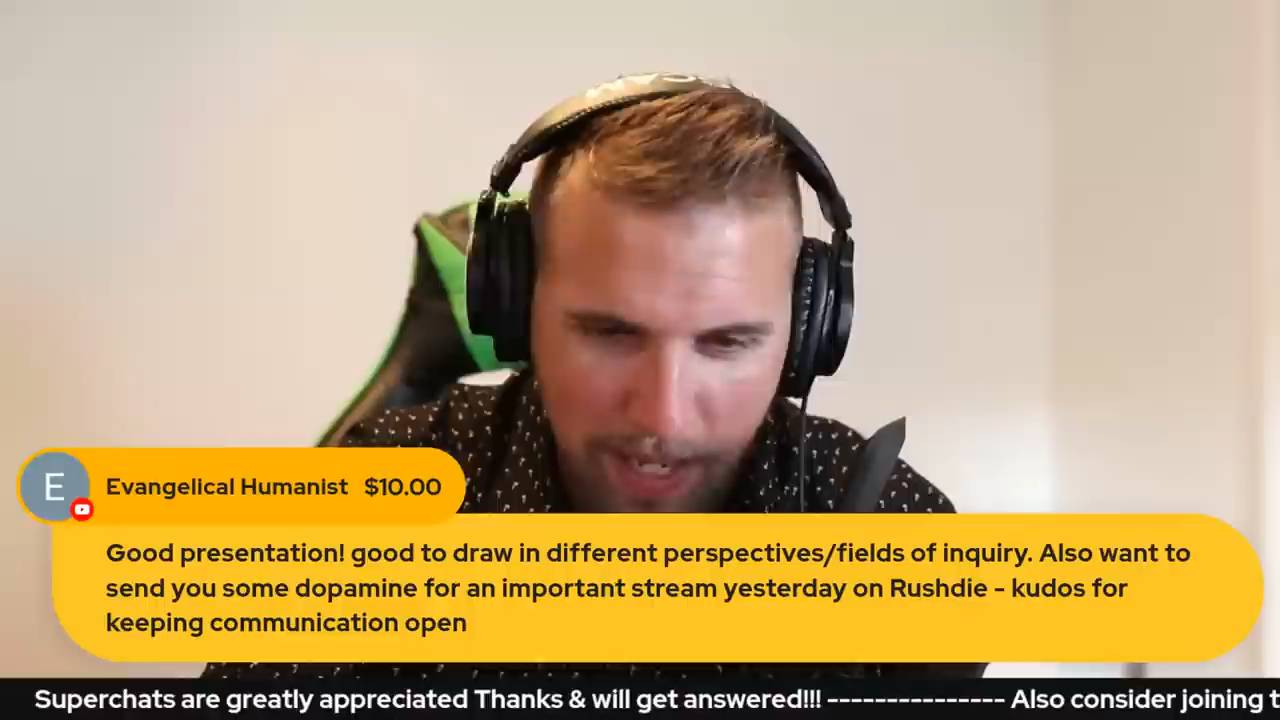 E
Evangelical Humanist $10.00
Good presentation! good to draw in different perspectives/fields of inquiry. Also want to
send you some dopamine for an important stream yesterday on Rushdie - kudos for
keeping communication open
Superchats are greatly appreciated Thanks & will get answered!!! --------------- Also consider joining